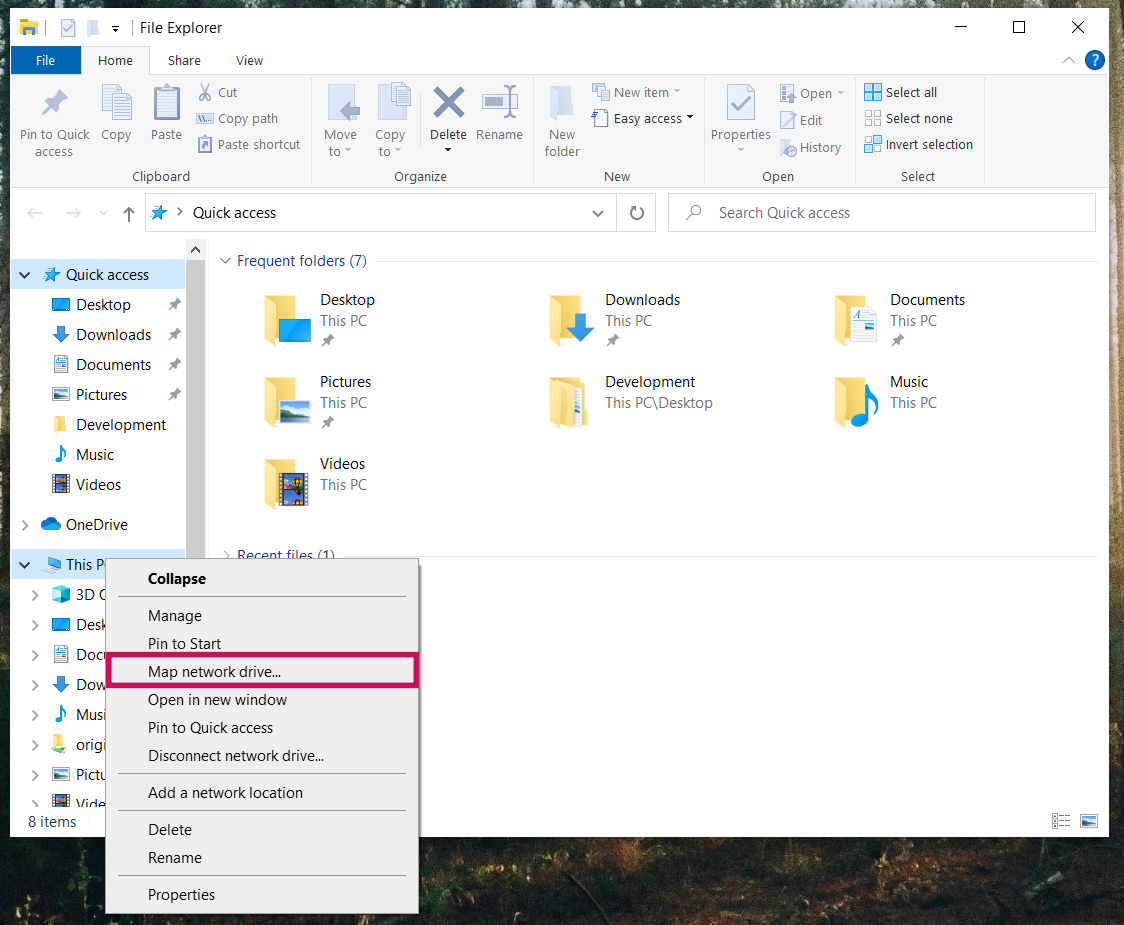 File Explorer
File
Home
Share
View
?
Pin to Quick
access
Copy
Paste
Cut
Copy path
Paste shortcut
Clipboard
Move
to
Copy
to
Delete
Rename
Organize
New
folder
New item
Easy access
New
Properties
Open
Edit
History
Open
Select all
Select none
Invert selection
Select
Quick access
Search Quick access
Quick access
Desktop
Downloads
Documents
Pictures
Development
Music
Videos
OneDrive
This P
3D
Desk
Docu
Dow
Musi
origi
Pictu
Vide
8 items
Frequent folders (7)
Desktop
This PC
Downloads
This PC
Documents
This PC
Pictures
This PC
Development
This PC\Desktop
Music
This PC
Videos
This PC
Recent files (1)
Collapse
Manage
Pin to Start
Map network drive...
Open in new window
Pin to Quick access
Disconnect network drive...
Add a network location
Delete
Rename
Properties